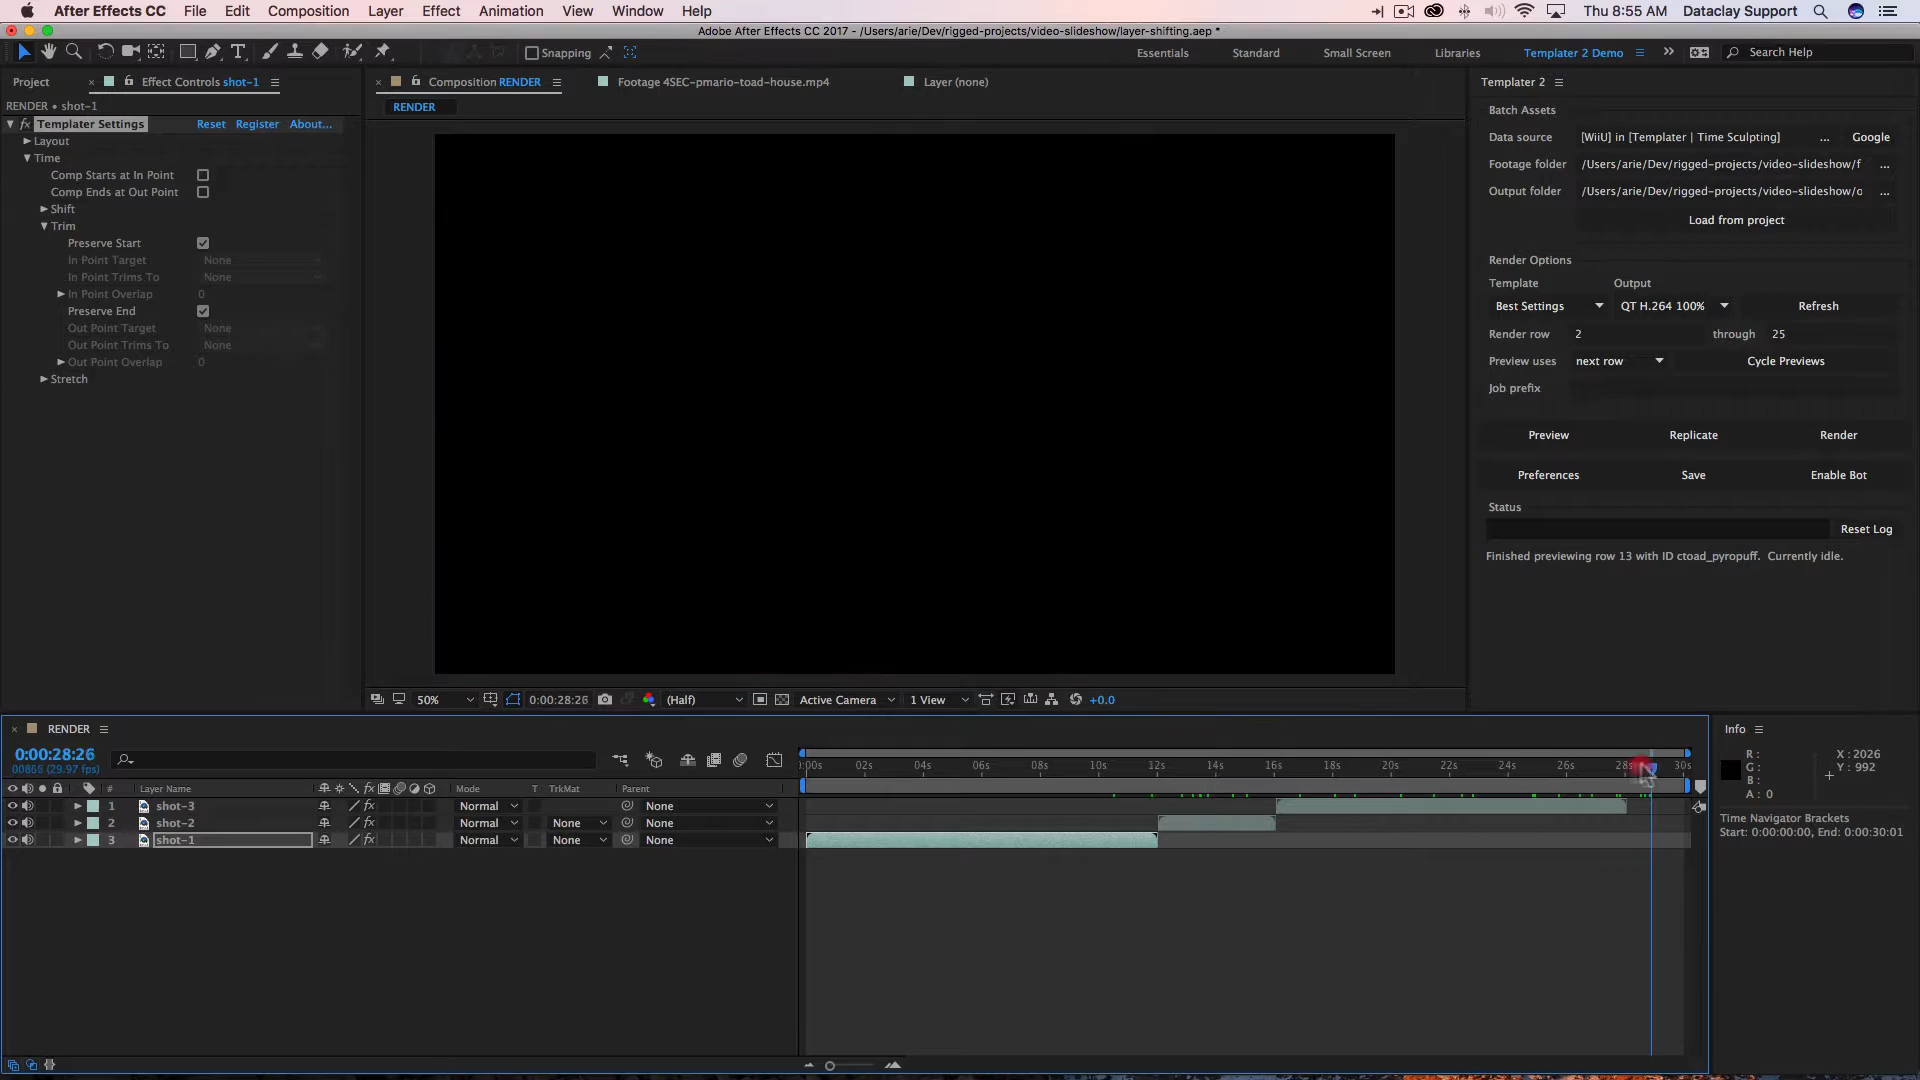 After Effects CC File Edit Composition Layer Effect Animation View Window Help Thu 8:55 AM Dataclay Support
Adobe After Effects CC 2017 - /Users/arie/Dev/rigged-projects/video-slideshow/layer-shifting.aep *
Snapping Essentials Standard Small Screen Libraries Templater 2 Demo Search Help
Project Effect Controls shot-1 Composition RENDER Footage 4SEC-pmario-toad-house.mp4 Layer (none) Templater 2
RENDER • shot-1
RENDER
Templater Settings Reset Register About...
Layout
Time
Comp Starts at In Point
Comp Ends at Out Point
Shift
Trim
Preserve Start
In Point Target None
In Point Trims To None
In Point Overlap 0
Preserve End
Out Point Target None
Out Point Trims To None
Out Point Overlap 0
Stretch
Batch Assets
Data source [WiiU] in [Templater | Time Sculpting] ... Google
Footage folder /Users/arie/Dev/rigged-projects/video-slideshow/f ...
Output folder /Users/arie/Dev/rigged-projects/video-slideshow/o ...
Load from project
Render Options
Template Output
Best Settings QT H.264 100% Refresh
Render row 2 through 25
Preview uses next row Cycle Previews
Job prefix
Preview Replicate Render
Preferences Save Enable Bot
Status
Reset Log
Finished previewing row 13 with ID ctoad_pyropuff. Currently idle.
50% 0:00:28:26 (Half) Active Camera 1 View +0.0
RENDER
0:00:28:26
00866 (29.97 fps)
:00s 02s 04s 06s 08s 10s 12s 14s 16s 18s 20s 22s 24s 26s 28s 30s
# Layer Name Mode T TrkMat Parent
1 shot-3 Normal None
2 shot-2 Normal None None
3 shot-1 Normal None None
Info
R : X : 2026
G : Y : 992
B :
A : 0
Time Navigator Brackets
Start: 0:00:00:00, End: 0:00:30:01